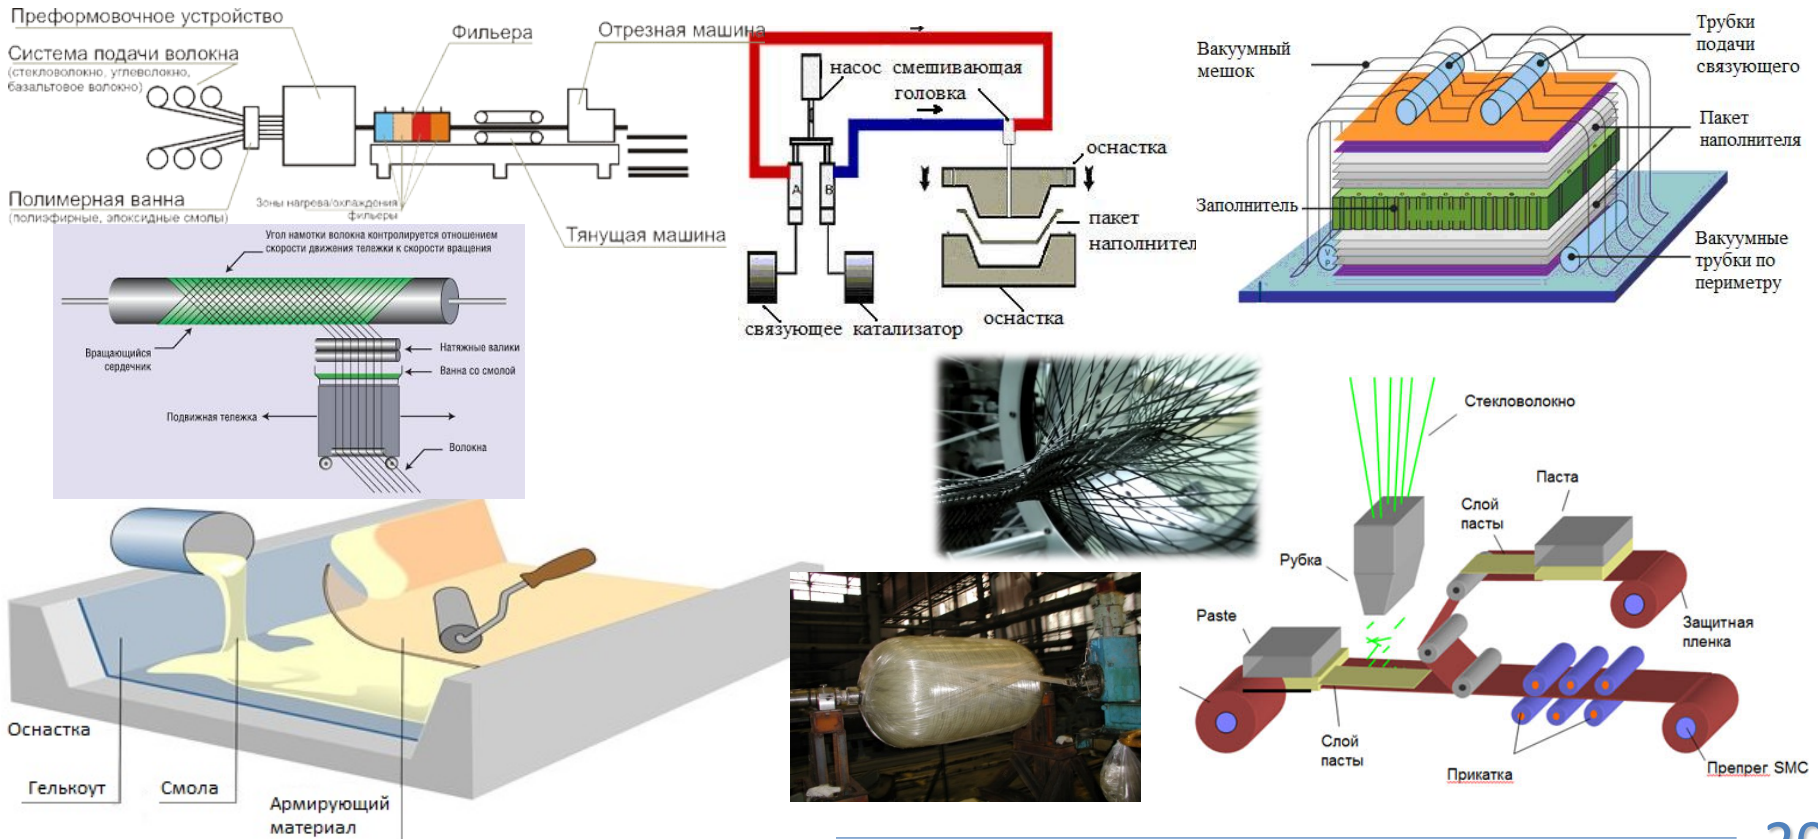 Преформовочное устройство
Система подачи волокна
(стекловолокно, углеволокно,
базальтовое волокно)
Фильера
Отрезная машина
Полимерная ванна
(полиэфирные, эпоксидные смолы)
Зоны нагрева/охлаждения
фильеры
Тянущая машина
насос
смешивающая
головка
A
B
оснастка
пакет
наполнител
оснастка
связующее
катализатор
Вакуумный
мешок
Трубки
подачи
связующего
Пакет
наполнителя
Заполнитель
Вакуумные
трубки по
периметру
V
P
Угол намотки волокна контролируется отношением
скорости движения тележки к скорости вращения
Вращающийся
сердечник
Натяжные валики
Ванна со смолой
Подвижная тележка
Волокна
Оснастка
Гелькоут
Смола
Армирующий
материал
Стекловолокно
Паста
Слой
пасты
Рубка
Paste
Защитная
пленка
Слой
пасты
Прикатка
Препрег SMC